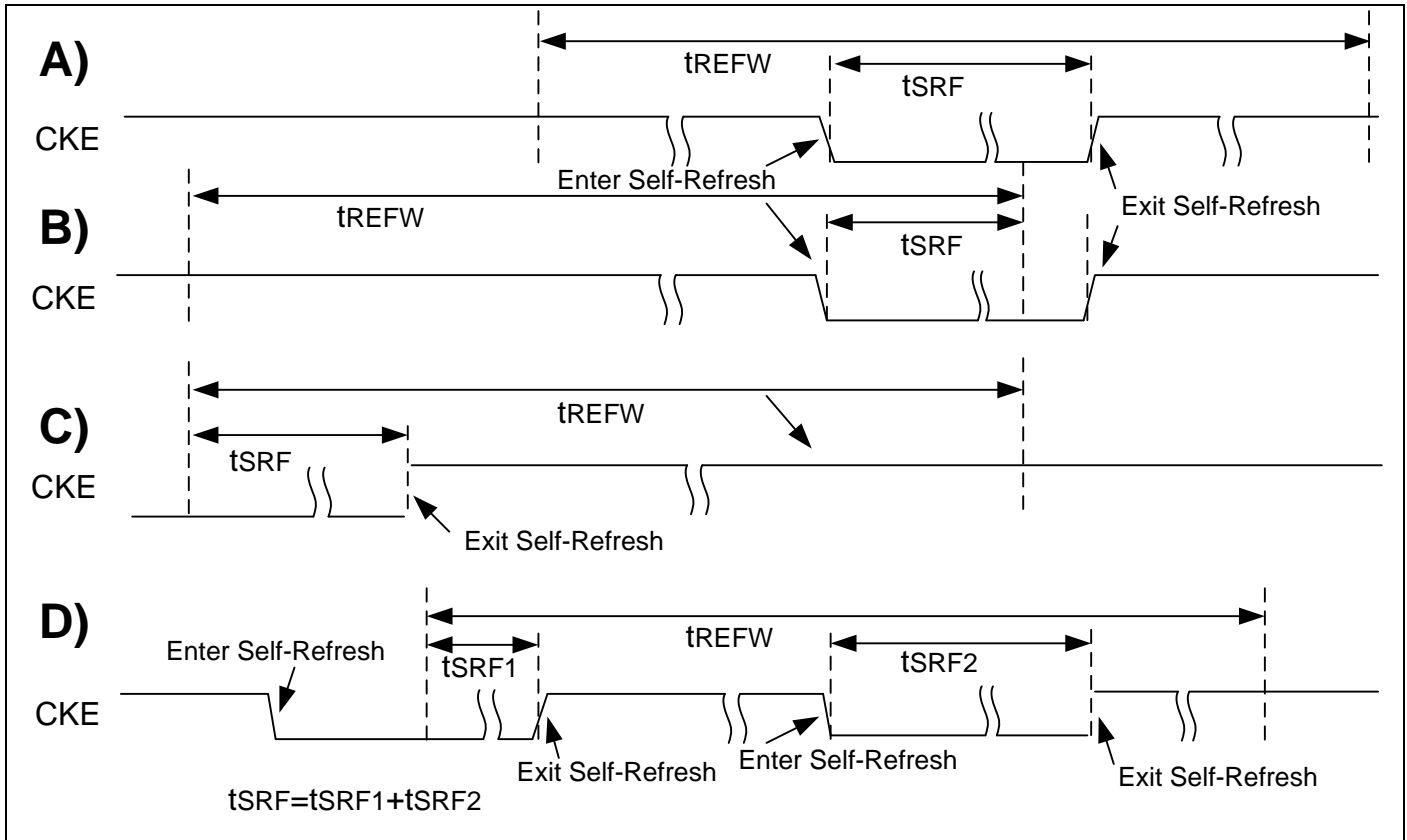 A)
tREFW
tSRF
CKE
Enter Self-Refresh
Exit Self-Refresh
B)
tREFW
tSRF
CKE
C)
tREFW
tSRF
CKE
Exit Self-Refresh
D)
tREFW
Enter Self-Refresh
tSRF1
tSRF2
CKE
Exit Self-Refresh
Enter Self-Refresh
Exit Self-Refresh
tSRF=tSRF1+tSRF2